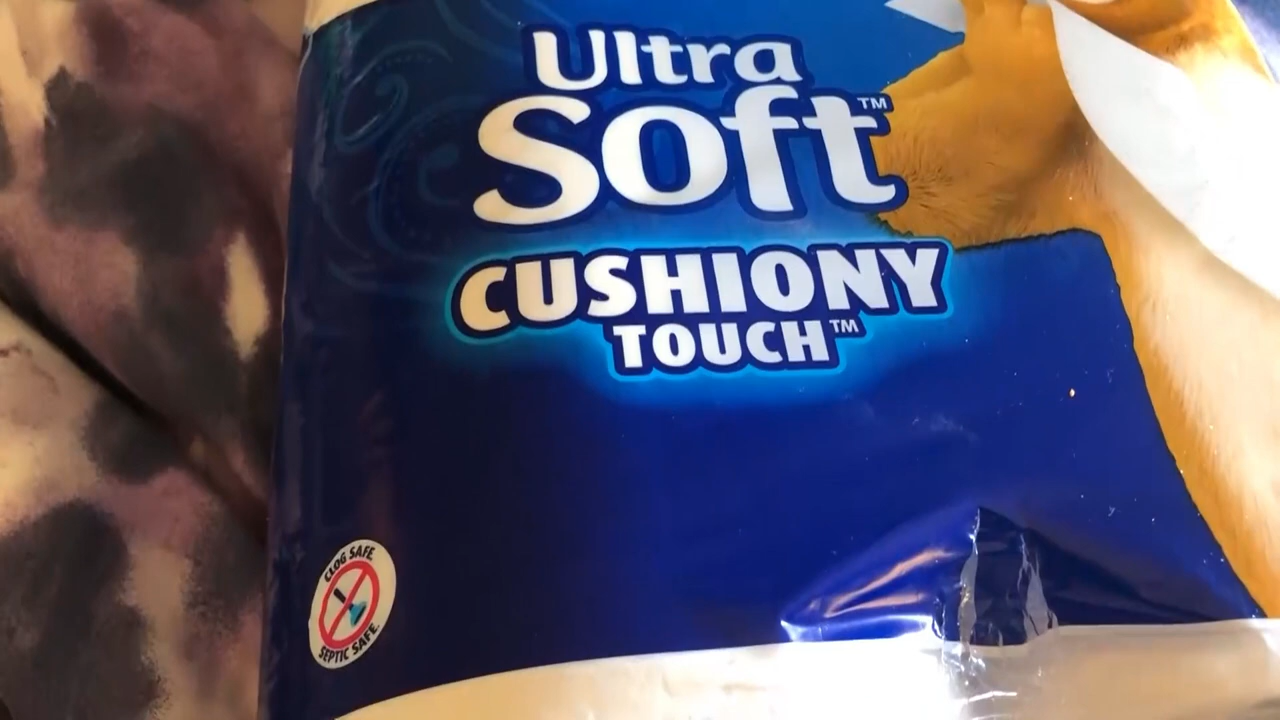 Ultra
Soft™
CUSHIONY
TOUCH™
CLOG SAFE
SEPTIC SAFE